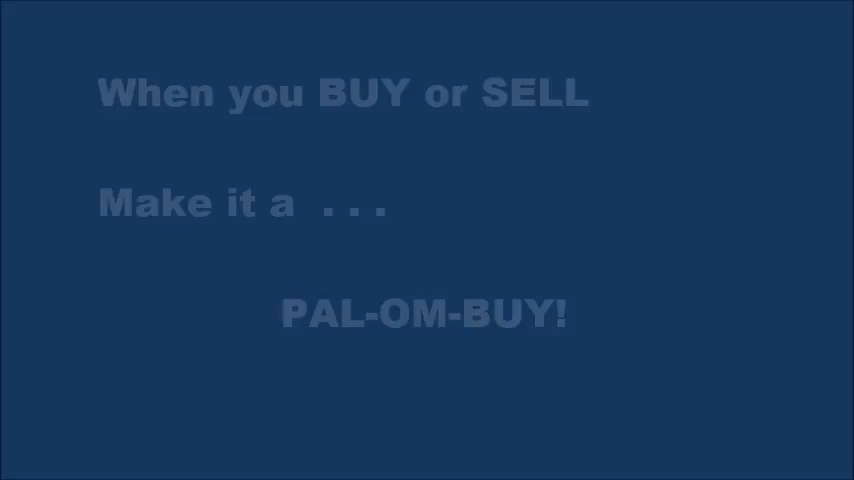 When you BUY or SELL
Make it a . . .
PAL-OM-BUY!